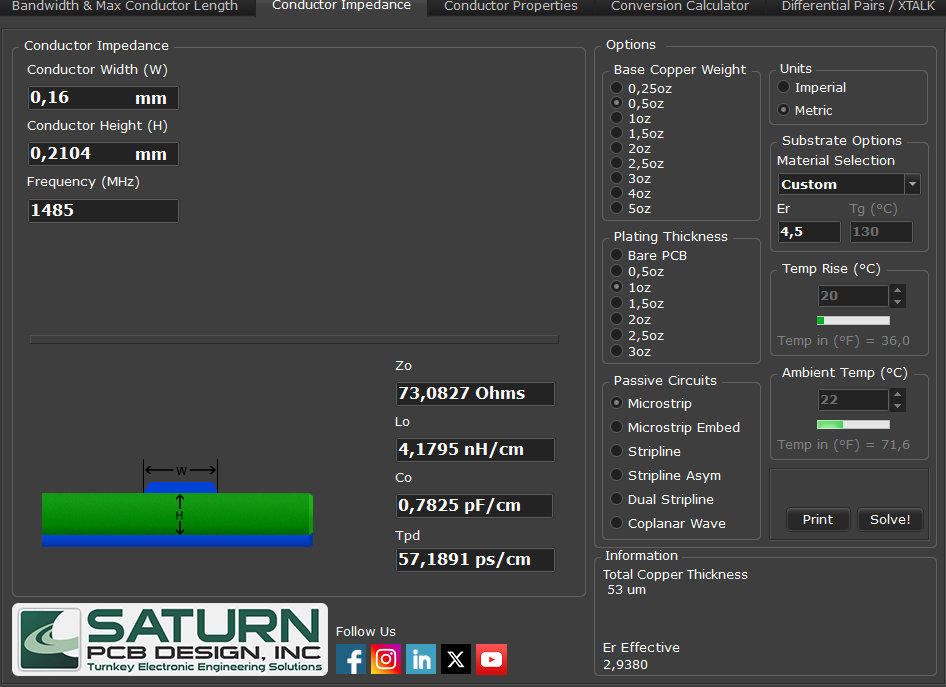 Bandwidth & Max Conductor Length
Conductor Impedance
Conductor Properties
Conversion Calculator
Differential Pairs / XTALK
Conductor Impedance
Conductor Width (W)
0,16 mm
Conductor Height (H)
0,2104 mm
Frequency (MHz)
1485
Zo
73,0827 Ohms
Lo
4,1795 nH/cm
Co
0,7825 pF/cm
Tpd
57,1891 ps/cm
W
H
Options
Base Copper Weight
0,25oz
0,5oz
1oz
1,5oz
2oz
2,5oz
3oz
4oz
5oz
Plating Thickness
Bare PCB
0,5oz
1oz
1,5oz
2oz
2,5oz
3oz
Passive Circuits
Microstrip
Microstrip Embed
Stripline
Stripline Asym
Dual Stripline
Coplanar Wave
Units
Imperial
Metric
Substrate Options
Material Selection
Custom
Er Tg (°C)
4,5 130
Temp Rise (°C)
20
Temp in (°F) = 36,0
Ambient Temp (°C)
22
Temp in (°F) = 71,6
Print Solve!
Information
Total Copper Thickness
53 um
Er Effective
2,9380
SATURN
PCB DESIGN, INC
Turnkey Electronic Engineering Solutions
Follow Us
f
in
X